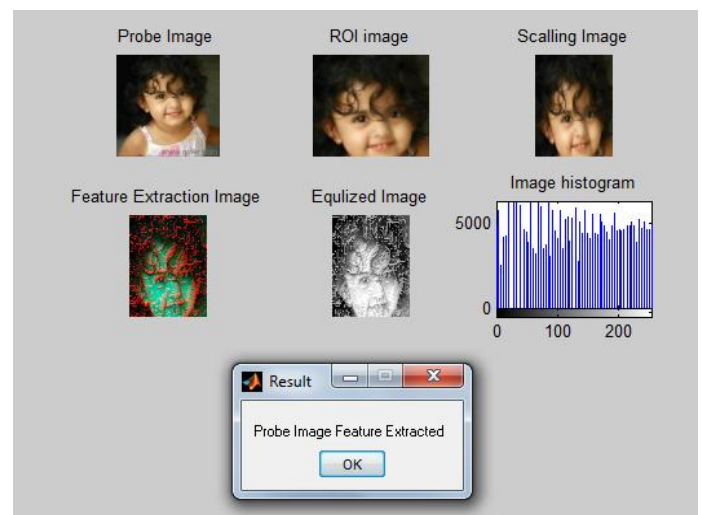 Probe Image
ROI image
Scalling Image
Feature Extraction Image
Equlized Image
Image histogram
5000
0
0 100 200
Result
Probe Image Feature Extracted
OK